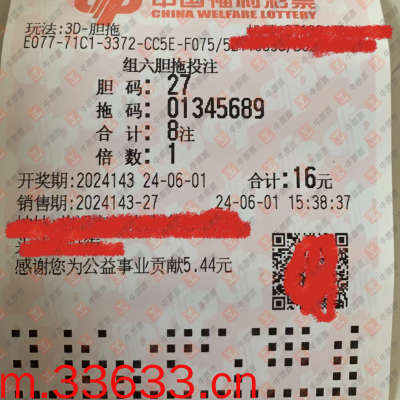 中国福利彩票
CHINA WELFARE LOTTERY
玩法:3D-胆拖
E077-71C1-3372-CC5E-F075/
组六胆拖投注
胆 码: 27
拖 码: 01345689
合 计: 8注
倍 数: 1
开奖期:2024143 24-06-01 合计:16元
销售期:2024143-27 24-06-01 15:38:37
感谢您为公益事业贡献5.44元
m.33633.cn